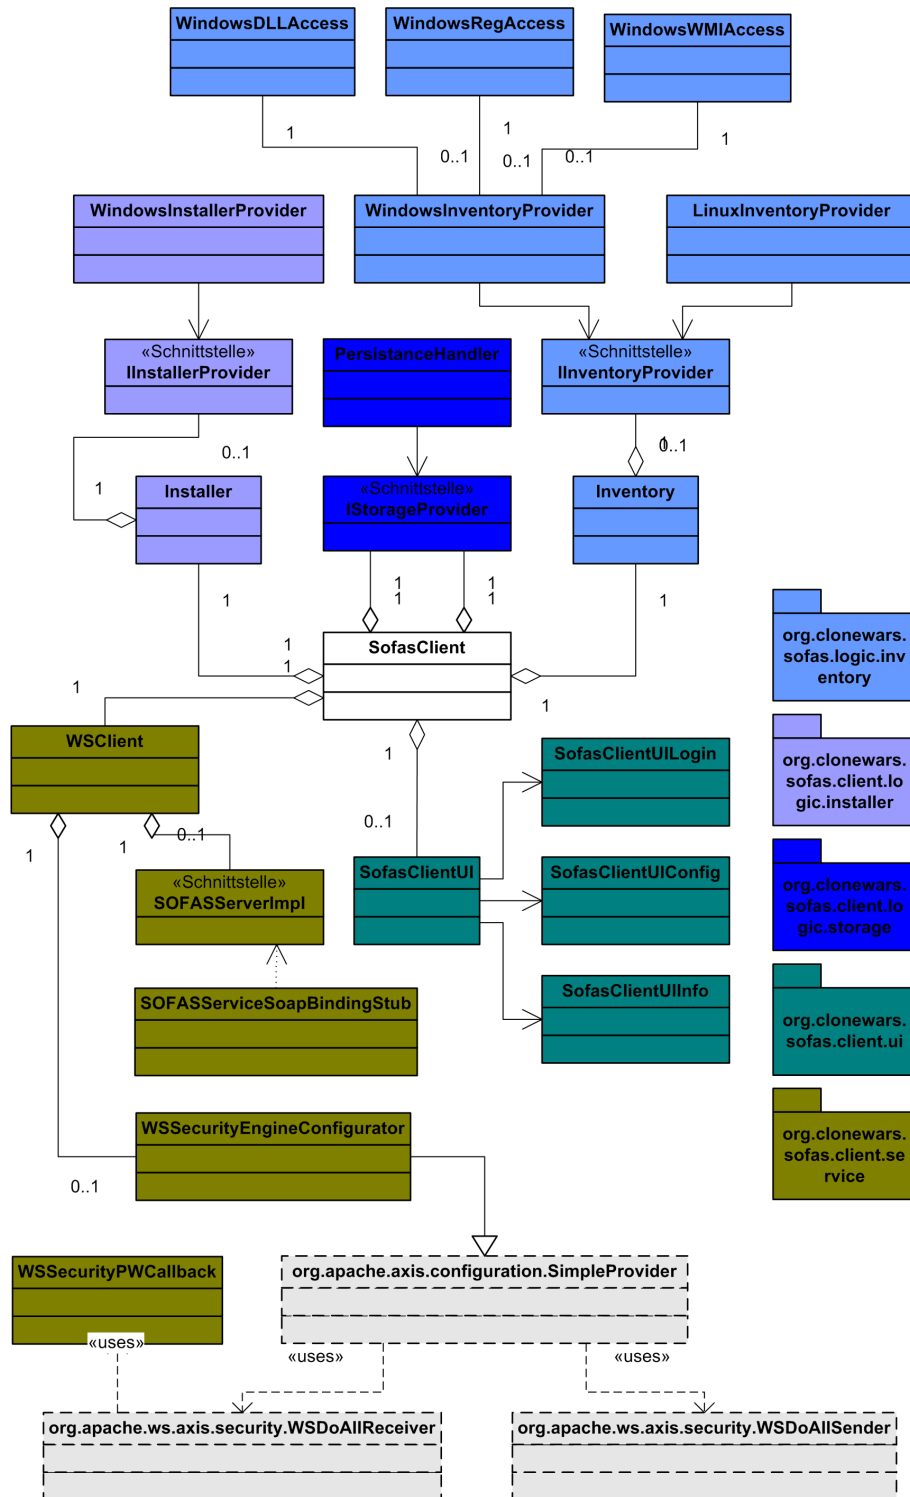 WindowsDLLAccess
WindowsRegAccess
WindowsWMIAccess
1
1
1
0..1
0..1
0..1
WindowsInstallerProvider
WindowsInventoryProvider
LinuxInventoryProvider
«Schnittstelle»
IInstallerProvider
PersistanceHandler
«Schnittstelle»
IInventoryProvider
0..1
1
0..1
1
Installer
«Schnittstelle»
IStorageProvider
Inventory
1
1
1
1
1
1
1
1
SofasClient
1
1
WSClient
1
0..1
SofasClientUILogin
1
1
0..1
«Schnittstelle»
SOFASServerImpl
SofasClientUI
SofasClientUIConfig
SOFASServiceSoapBindingStub
SofasClientUIInfo
WSSecurityEngineConfigurator
0..1
org.clonewars.
sofas.logic.inv
entory
org.clonewars.
sofas.client.lo
gic.installer
org.clonewars.
sofas.client.lo
gic.storage
org.clonewars.
sofas.client.ui
org.clonewars.
sofas.client.se
rvice
WSSecurityPWCallback
org.apache.axis.configuration.SimpleProvider
«uses»
«uses»
«uses»
org.apache.ws.axis.security.WSDoAllReceiver
org.apache.ws.axis.security.WSDoAllSender